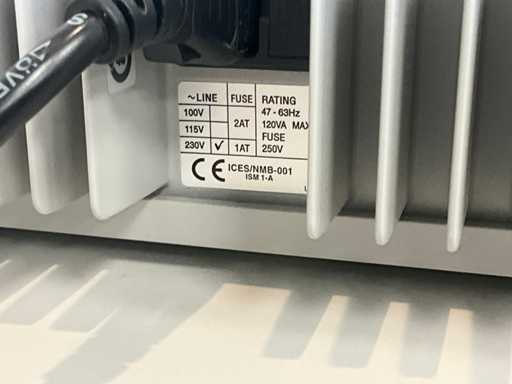 ~LINE FUSE RATING
100V 47 - 63Hz
2AT 120VA MAX
115V FUSE
230V ✓ 1AT 250V
CE ICES/NMB-001
ISM 1-A